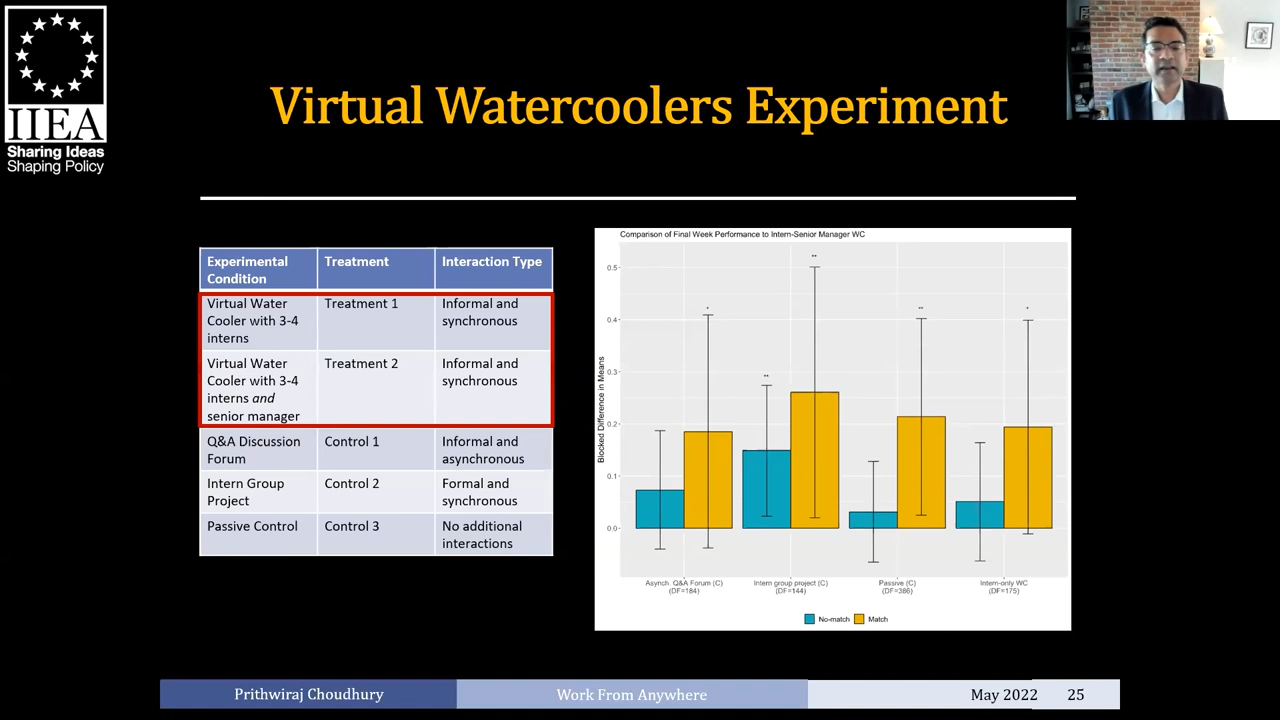 IIEA
Sharing Ideas
Shaping Policy
Virtual Watercoolers Experiment
Experimental Condition
Treatment
Interaction Type
Virtual Water Cooler with 3-4 interns
Treatment 1
Informal and synchronous
Virtual Water Cooler with 3-4 interns and senior manager
Treatment 2
Informal and synchronous
Q&A Discussion Forum
Control 1
Informal and asynchronous
Intern Group Project
Control 2
Formal and synchronous
Passive Control
Control 3
No additional interactions
Comparison of Final Week Performance to Intern-Senior Manager WC
Blocked Difference in Means
0.5
0.4
0.3
0.2
0.1
0.0
*
**
**
**
*
Asynch. Q&A Forum (C)
(DF=184)
Intern group project (C)
(DF=144)
Passive (C)
(DF=386)
Intern-only WC
(DF=175)
No-match
Match
Prithwiraj Choudhury
Work From Anywhere
May 2022
25